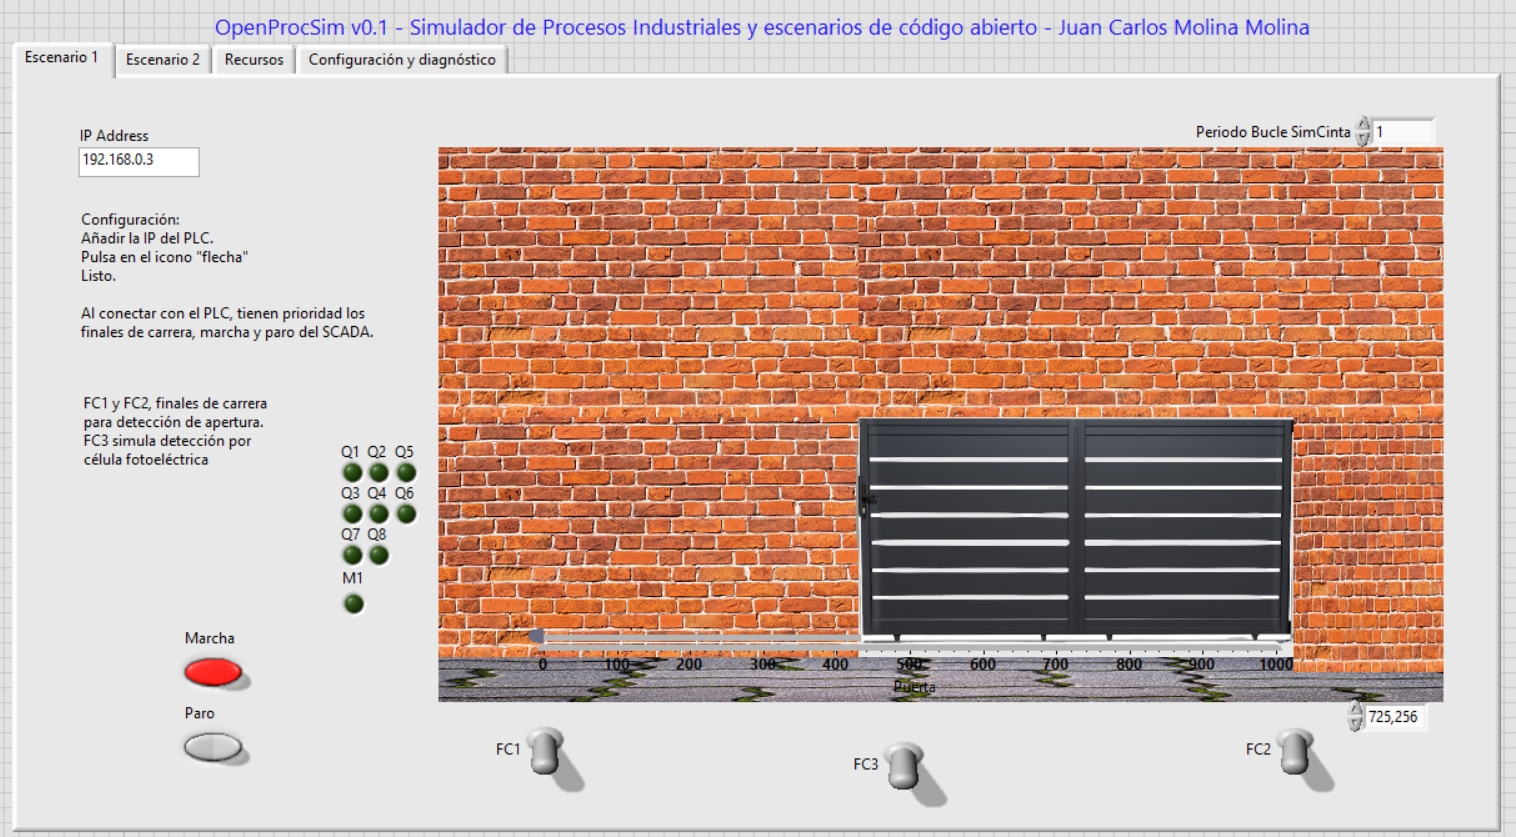 OpenProcSim v0.1 - Simulador de Procesos Industriales y escenarios de código abierto - Juan Carlos Molina Molina
Escenario 1
Escenario 2
Recursos
Configuración y diagnóstico
IP Address
192.168.0.3
Periodo Bucle SimCinta
1
Configuración:
Añadir la IP del PLC.
Pulsa en el icono "flecha"
Listo.
Al conectar con el PLC, tienen prioridad los
finales de carrera, marcha y paro del SCADA.
FC1 y FC2, finales de carrera
para detección de apertura.
FC3 simula detección por
célula fotoeléctrica
Q1 Q2 Q5
Q3 Q4 Q6
Q7 Q8
M1
Marcha
Paro
0 100 200 300 400 500 600 700 800 900 1000
Puerta
725,256
FC1
FC3
FC2